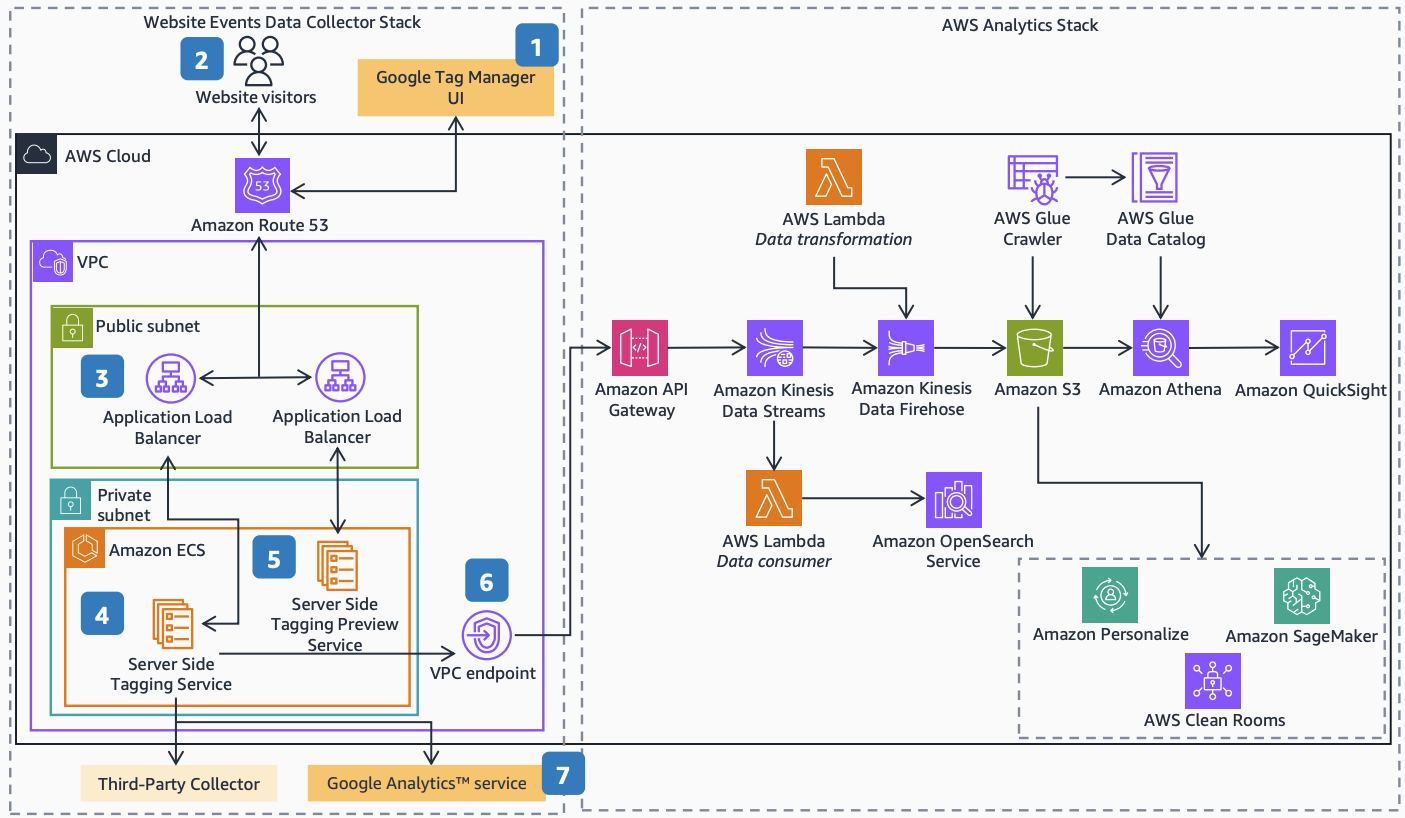 Website Events Data Collector Stack
AWS Analytics Stack
1
2
Website visitors
Google Tag Manager
UI
AWS Cloud
53
Amazon Route 53
AWS Lambda
Data transformation
AWS Glue
Crawler
AWS Glue
Data Catalog
VPC
Public subnet
3
Application Load
Balancer
Application Load
Balancer
Amazon API
Gateway
Amazon Kinesis
Data Streams
Amazon Kinesis
Data Firehose
Amazon S3
Amazon Athena
Amazon QuickSight
Private
subnet
Amazon ECS
5
4
Server Side
Tagging Preview
Service
Server Side
Tagging Service
6
VPC endpoint
AWS Lambda
Data consumer
Amazon OpenSearch
Service
Amazon Personalize
Amazon SageMaker
AWS Clean Rooms
Third-Party Collector
Google Analytics™ service
7